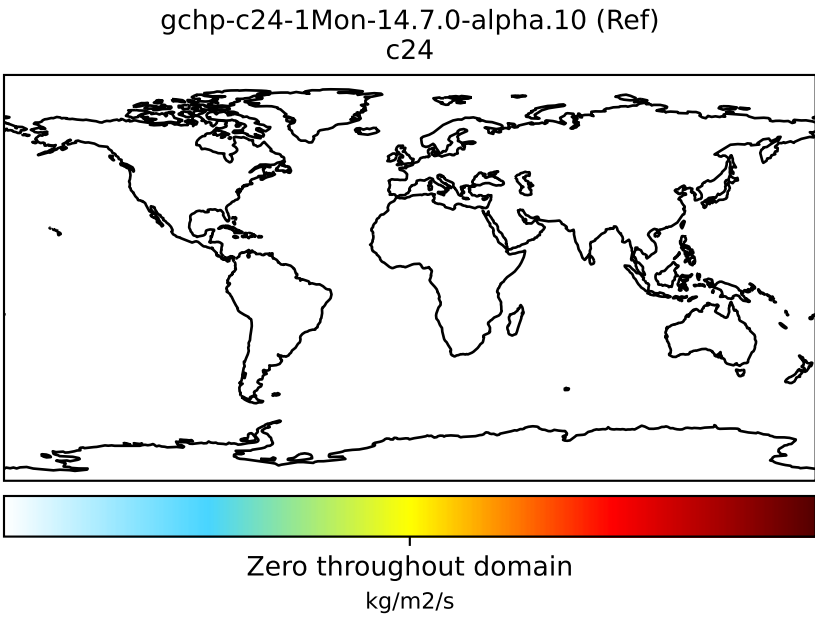 gchp-c24-1Mon-14.7.0-alpha.10 (Ref)
c24
Zero throughout domain
kg/m2/s